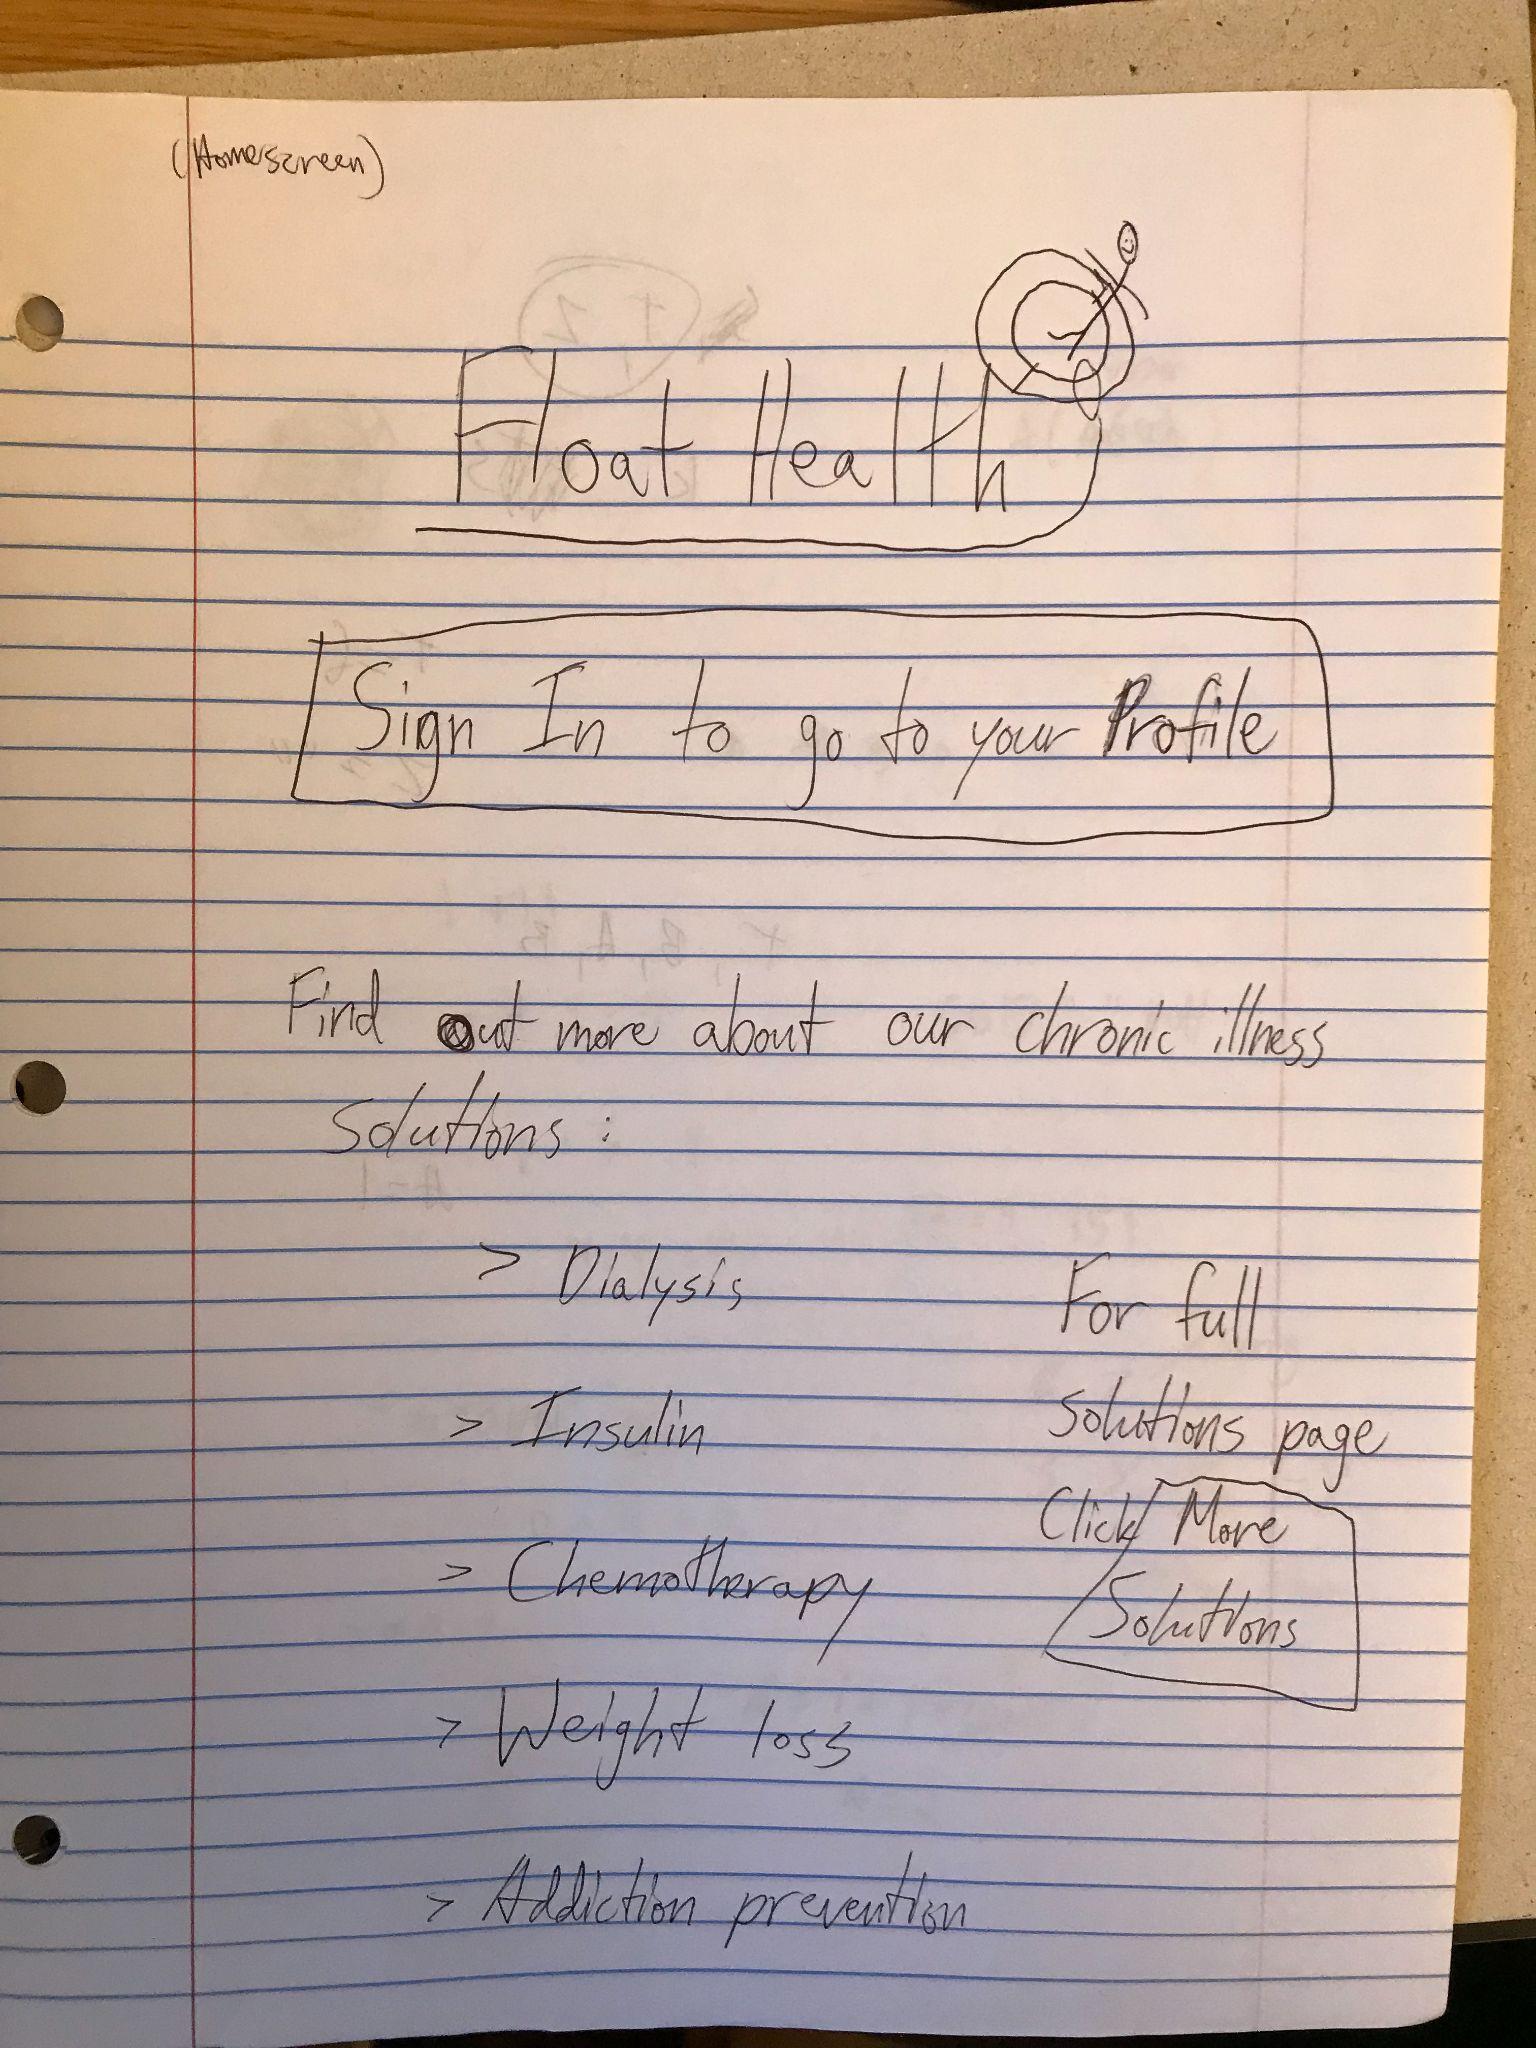 (Homescreen)
Float Health
Sign In to go to your Profile
Find out more about our chronic illness
Solutions:
> Dialysis
> Insulin
> Chemotherapy
> Weight loss
> Addiction prevention
For full
solutions page
Click More
Solutions